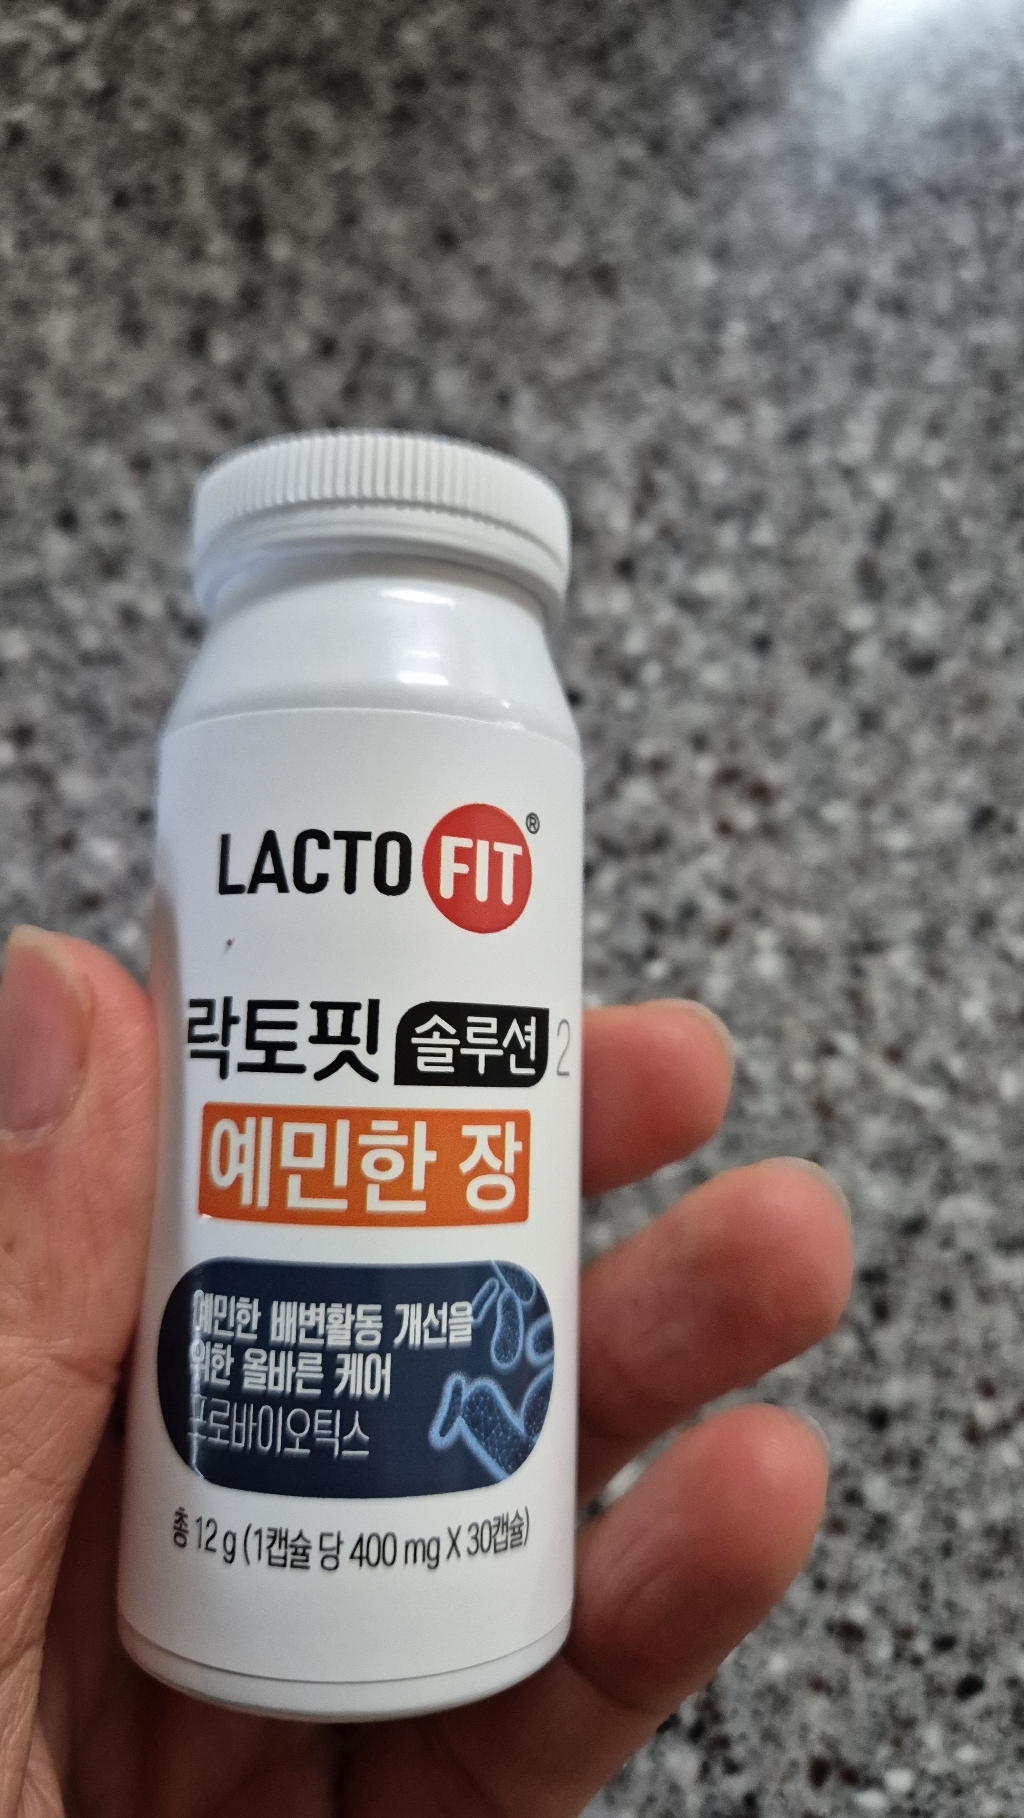 LACTO FIT®
락토핏 솔루션 2
예민한 장
예민한 배변활동 개선을
위한 올바른 케어
프로바이오틱스
총 12 g (1캡슐 당 400 mg X 30캡슐)